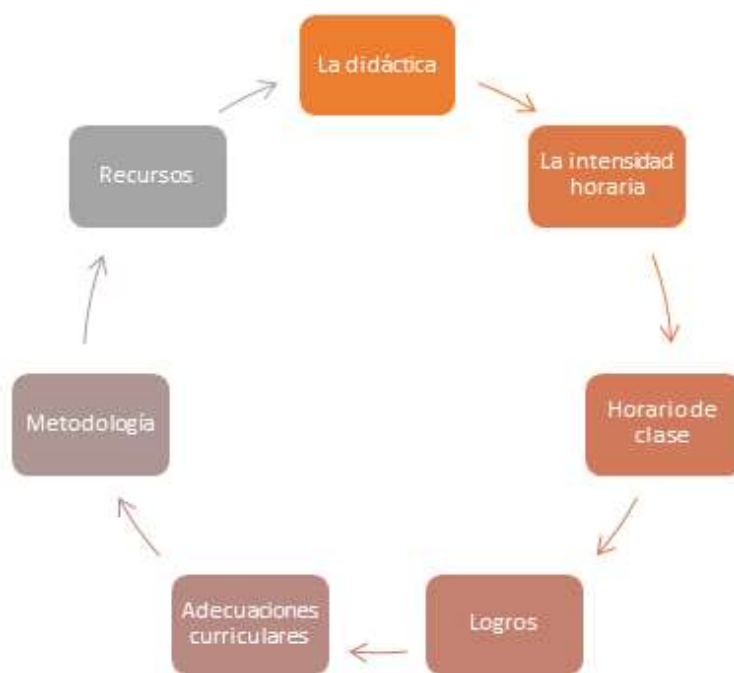 La didáctica
La intensidad
horaria
Horario de
clase
Logros
Adecuaciones
curriculares
Metodología
Recursos